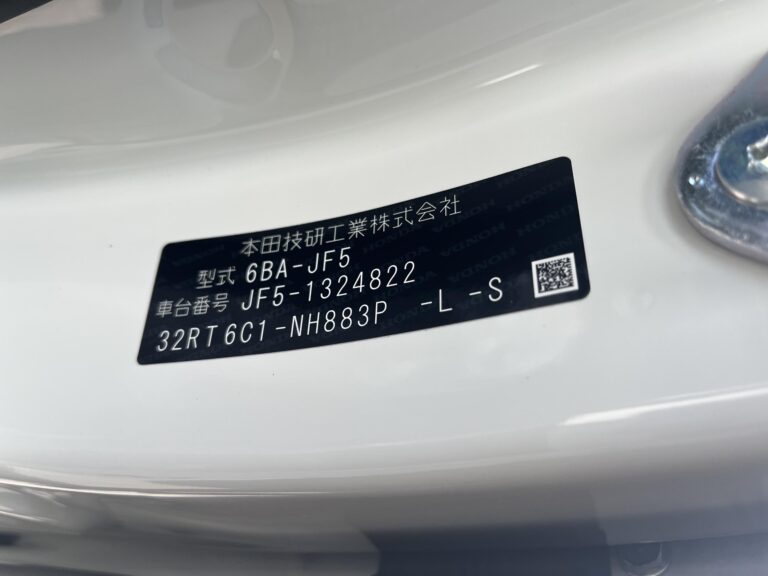 本田技研工業株式会社
型式 6BA-JF5
車台番号 JF5-1324822
32RT6C1-NH883P -L -S